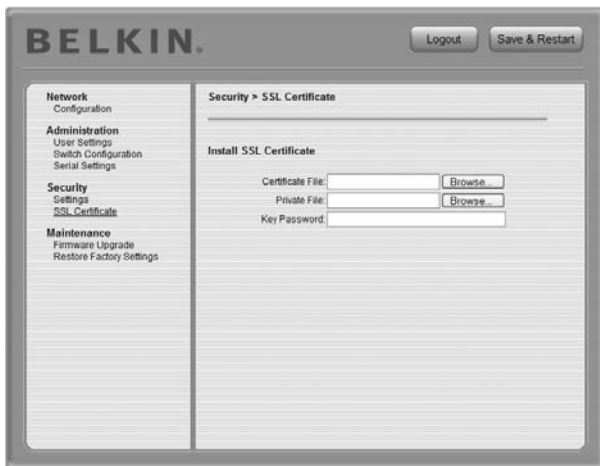 BELKIN.
Logout
Save & Restart
Network
Configuration
Administration
User Settings
Switch Configuration
Serial Settings
Security
Settings
SSL Certificate
Maintenance
Firmware Upgrade
Restore Factory Settings
Security > SSL Certificate
Install SSL Certificate
Certificate File: Browse...
Private File: Browse...
Key Password: